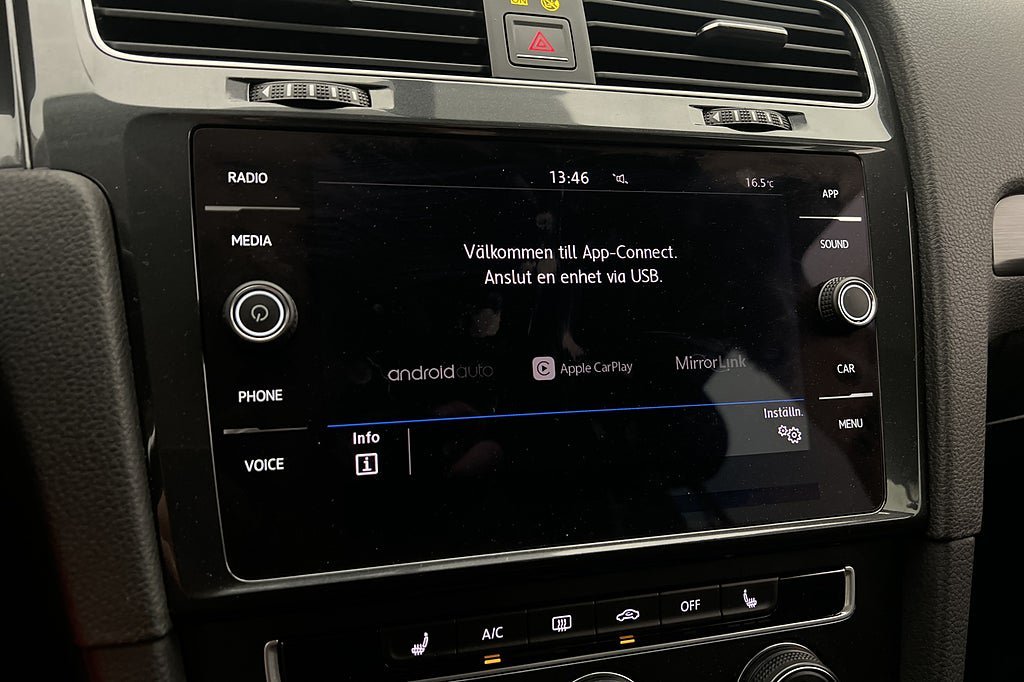 RADIO
13:46
16.5°C
APP
MEDIA
SOUND
Välkommen till App-Connect.
Anslut en enhet via USB.
androidauto
Apple CarPlay
MirrorLink
PHONE
CAR
Info
i
Inställn.
MENU
VOICE
A/C
OFF